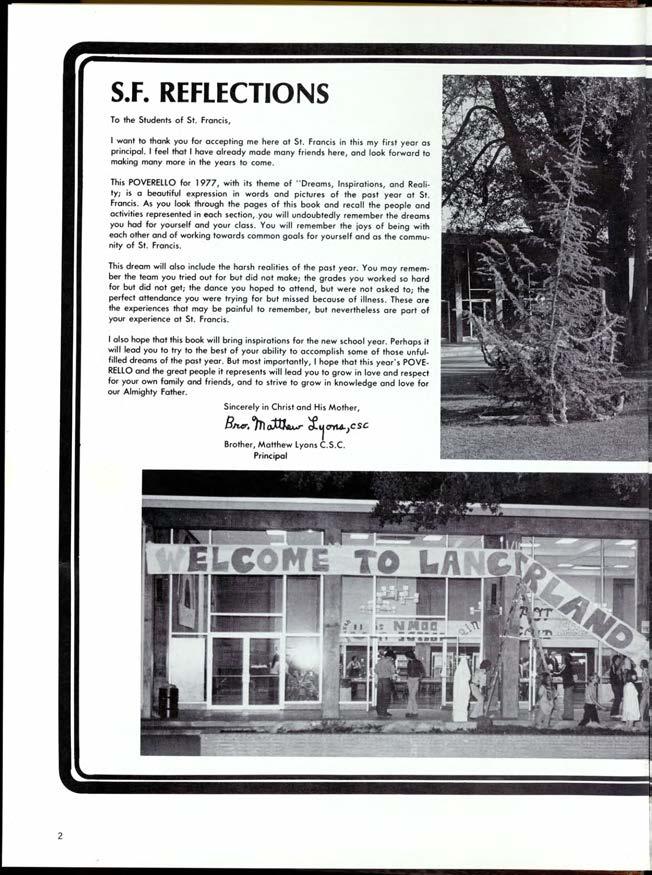 S.F. REFLECTIONS
To the Students of St. Francis,
I want to thank you for accepting me here at St. Francis in this my first year as
principal. I feel that I have already made many friends here, and look forward to
making many more in the years to come.
This POVERELLO for 1977, with its theme of "Dreams, Inspirations, and Reali-
ty; is a beautiful expression in words and pictures of the past year at St.
Francis. As you look through the pages of this book and recall the people and
activities represented in each section, you will undoubtedly remember the dreams
you had for yourself and your class. You will remember the joys of being with
each other and of working towards common goals for yourself and as the commu-
nity of St. Francis.
This dream will also include the harsh realities of the past year. You may remem-
ber the team you tried out for but did not make; the grades you worked so hard
for but did not get; the dance you hoped to attend, but were not asked to; the
perfect attendance you were trying for but missed because of illness. These are
the experiences that may be painful to remember, but nevertheless are part of
your experience at St. Francis.
I also hope that this book will bring inspirations for the new school year. Perhaps it
will lead you to try to the best of your ability to accomplish some of those unful-
filled dreams of the past year. But most importantly, I hope that this year's POVE-
RELLO and the great people it represents will lead you to grow in love and respect
for your own family and friends, and to strive to grow in knowledge and love for
our Almighty Father.
Sincerely in Christ and His Mother,
Bro. Matthew Lyons, csc
Brother, Matthew Lyons C.S.C.
Principal
WELCOME TO LANCERLAND
2